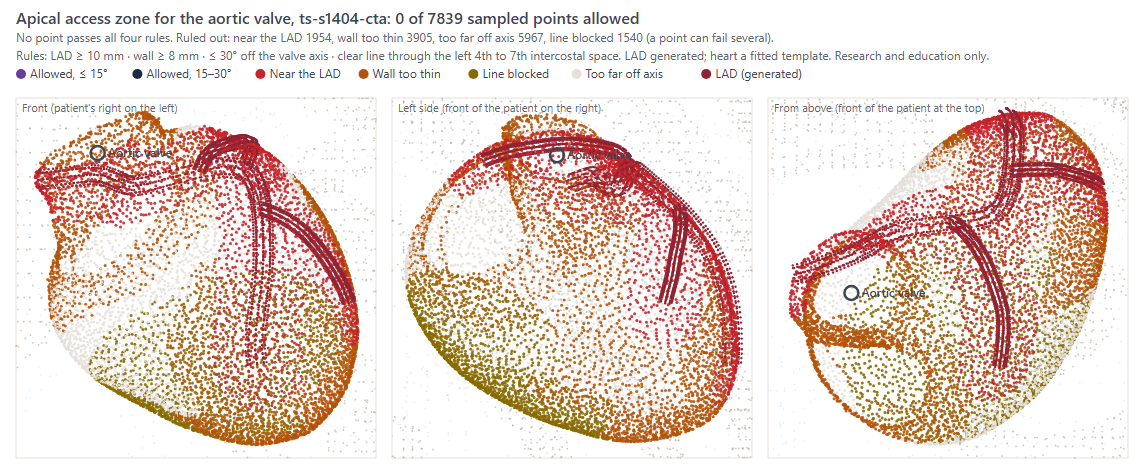 Apical access zone for the aortic valve, ts-s1404-cta: 0 of 7839 sampled points allowed
No point passes all four rules. Ruled out: near the LAD 1954, wall too thin 3905, too far off axis 5967, line blocked 1540 (a point can fail several).
Rules: LAD ≥ 10 mm · wall ≥ 8 mm · ≤ 30° off the valve axis · clear line through the left 4th to 7th intercostal space. LAD generated; heart a fitted template. Research and education only.
Allowed, ≤ 15° Allowed, 15–30° Near the LAD Wall too thin Line blocked Too far off axis LAD (generated)
Front (patient's right on the left) Left side (front of the patient on the right) From above (front of the patient at the top)
Aortic valve Aortic valve
Aortic valve